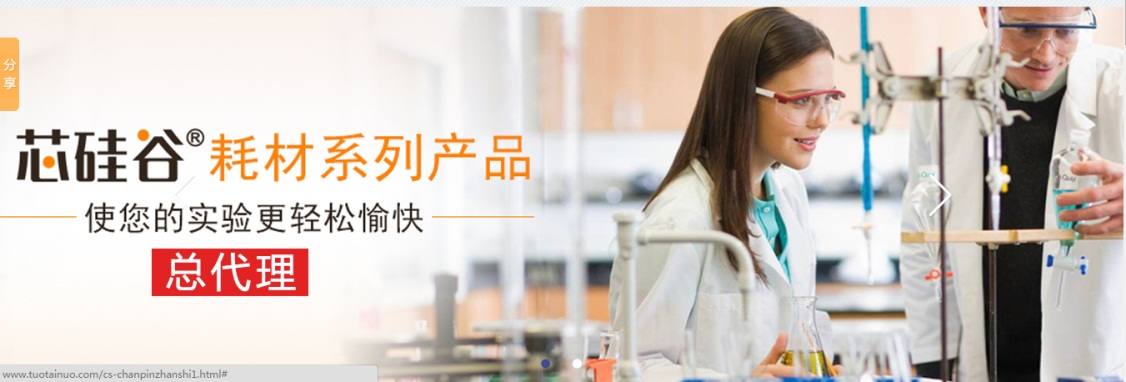 分
享
芯硅谷®耗材系列产品
使您的实验更轻松愉快
总代理
www.tuotainuo.com/cs-chanpinzhanshi1.html#